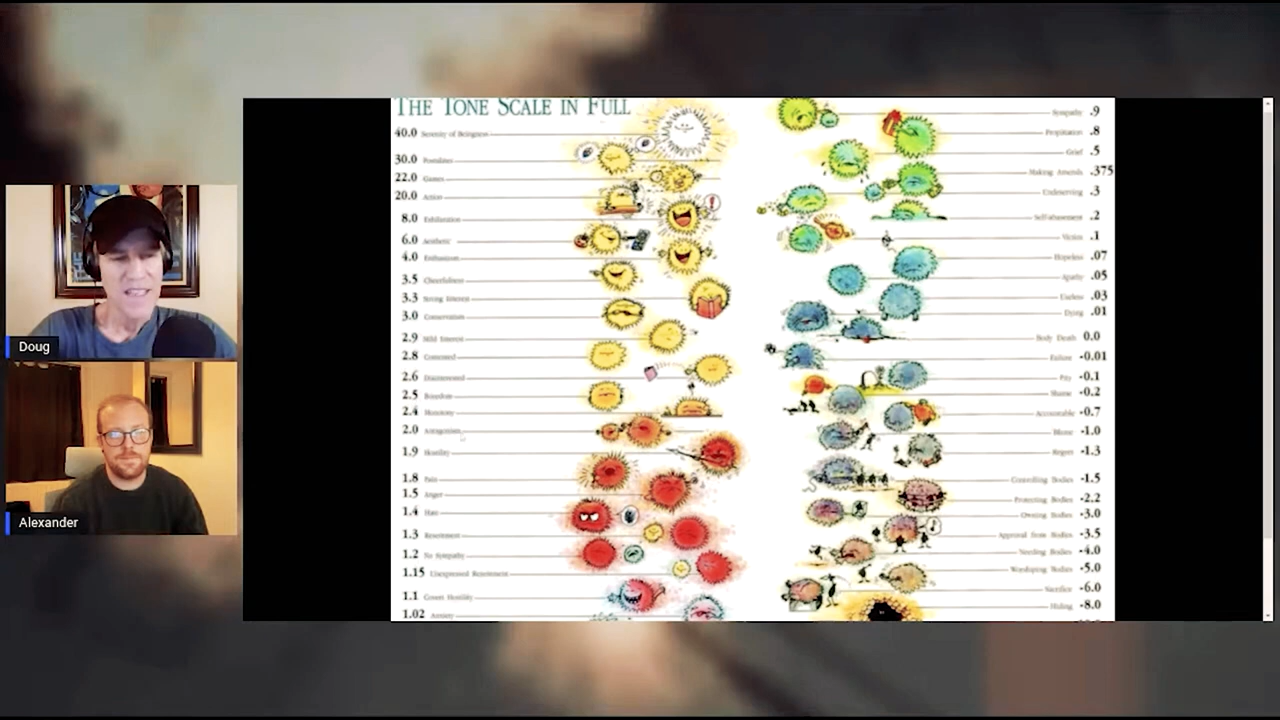 THE TONE SCALE IN FULL
40.0 Serenity of Beingness
30.0 Postulates
22.0 Games
20.0 Action
8.0 Exhilaration
6.0 Aesthetic
4.0 Enthusiasm
3.5 Cheerfulness
3.3 Strong Interest
3.0 Conservatism
2.9 Mild Interest
2.8 Contented
2.6 Disinterested
2.5 Boredom
2.4 Monotony
2.0 Antagonism
1.9 Hostility
1.8 Pain
1.5 Anger
1.4 Hate
1.3 Resentment
1.2 No Sympathy
1.15 Unexpressed Resentment
1.1 Covert Hostility
1.02 Anxiety
Sympathy .9
Propitiation .8
Grief .5
Making Amends .375
Undeserving .3
Self-abasement .2
Victim .1
Hopeless .07
Apathy .05
Useless .03
Dying .01
Body Death 0.0
Failure -0.01
Pity -0.1
Shame -0.2
Accountable -0.7
Blame -1.0
Regret -1.3
Controlling Bodies -1.5
Protecting Bodies -2.2
Owning Bodies -3.0
Approval from Bodies -3.5
Needing Bodies -4.0
Worshiping Bodies -5.0
Sacrifice -6.0
Hiding -8.0
Doug
Alexander